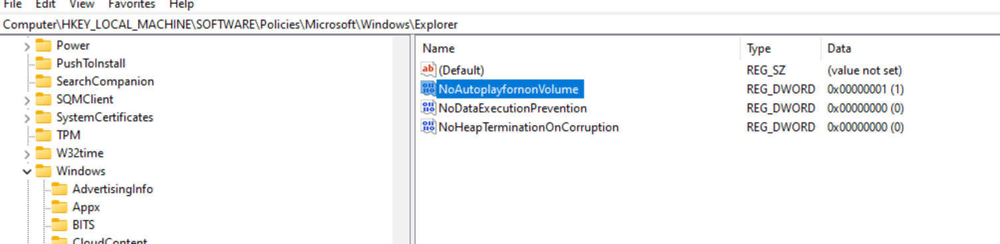 File Edit View Favorites Help
Computer\HKEY_LOCAL_MACHINE\SOFTWARE\Policies\Microsoft\Windows\Explorer
Power
PushToInstall
SearchCompanion
SQMClient
SystemCertificates
TPM
W32time
Windows
AdvertisingInfo
Appx
BITS
CloudContent
Name Type Data
ab (Default) REG_SZ (value not set)
NoAutoplayfornonVolume REG_DWORD 0x00000001 (1)
NoDataExecutionPrevention REG_DWORD 0x00000000 (0)
NoHeapTerminationOnCorruption REG_DWORD 0x00000000 (0)